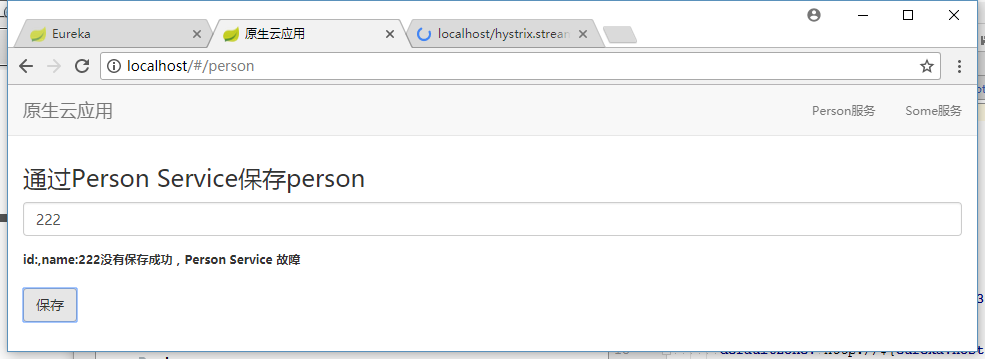 Eureka
原生云应用
localhost/hystrix.strean
localhost/#/person
原生云应用
Person服务
Some服务
通过Person Service保存person
222
id:,name:222没有保存成功，Person Service 故障
保存